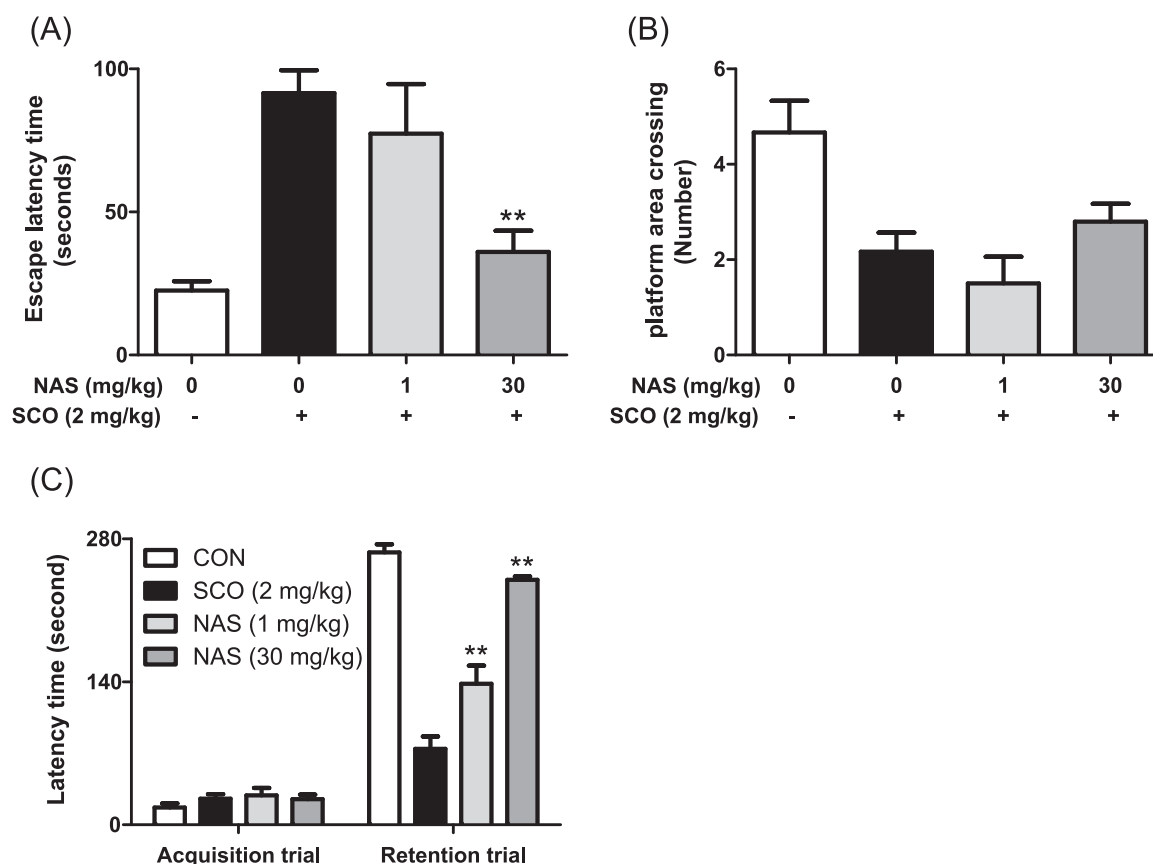 (A)
100
50
0
Escape latency time
(seconds)
**
NAS (mg/kg) 0 0 1 30
SCO (2 mg/kg) - + + +
(B)
6
4
2
0
platform area crossing
(Number)
NAS (mg/kg) 0 0 1 30
SCO (2 mg/kg) - + + +
(C)
280
140
0
Latency time (second)
CON
SCO (2 mg/kg)
NAS (1 mg/kg)
NAS (30 mg/kg)
**
**
Acquisition trial Retention trial